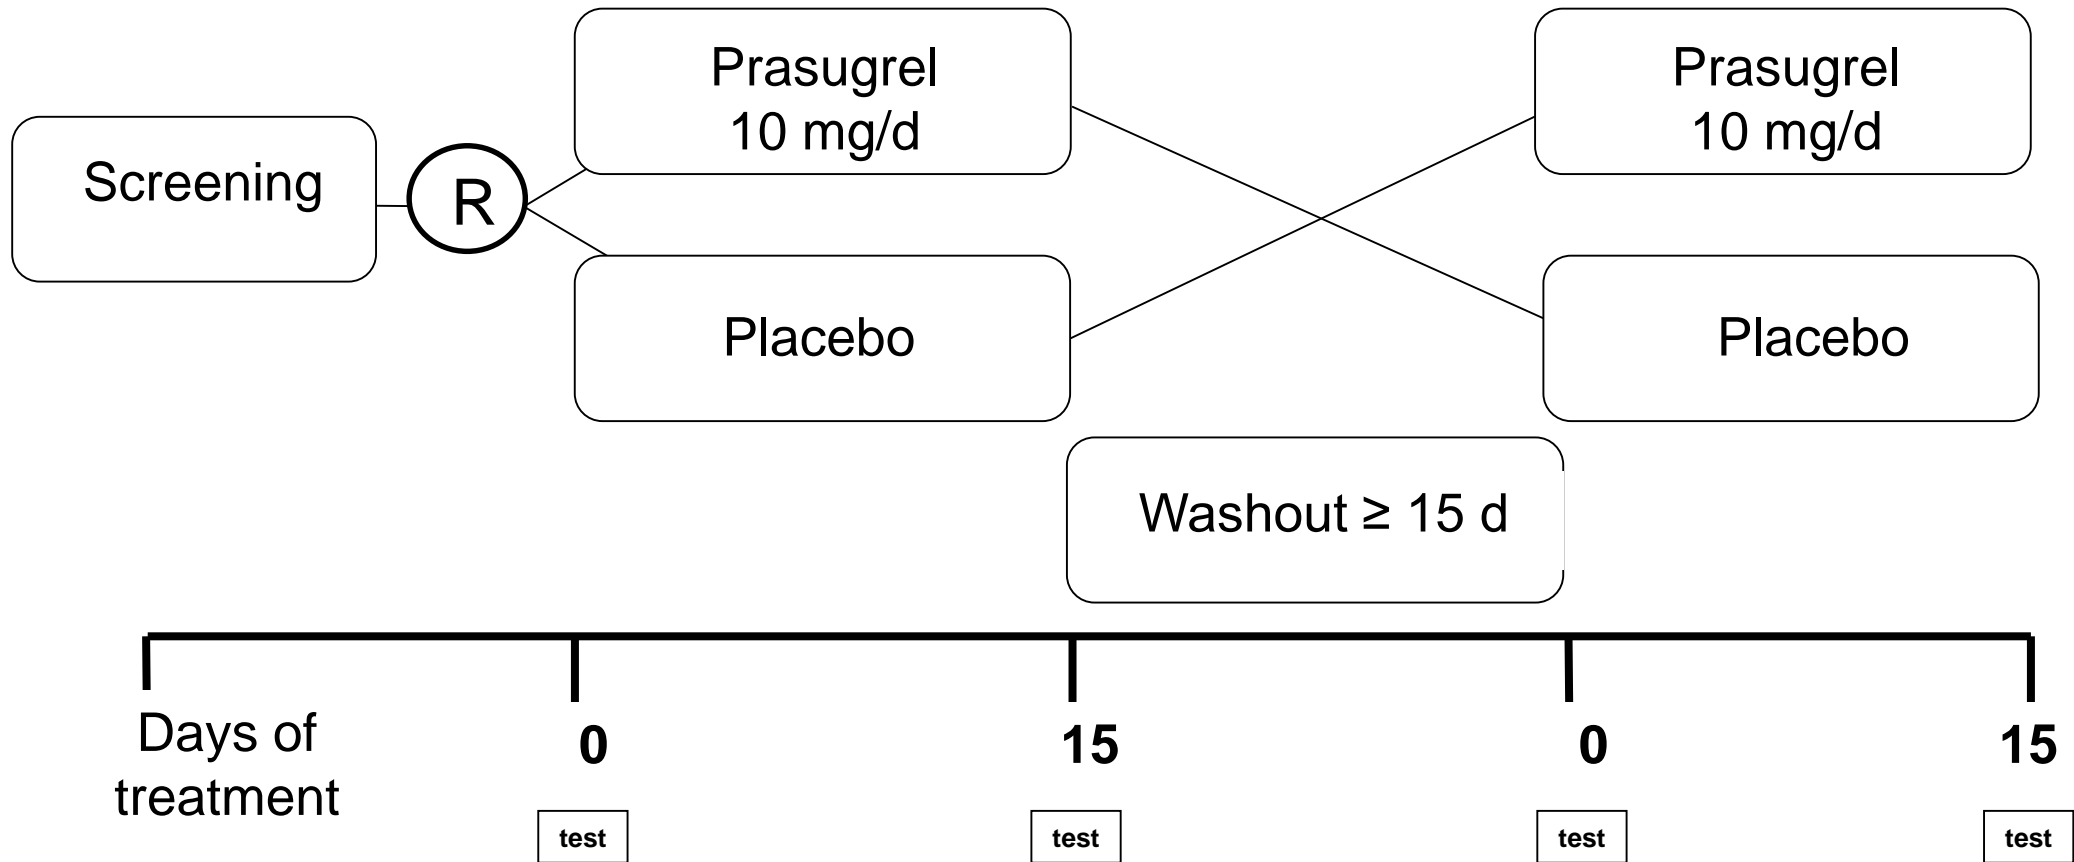 Screening
R
Prasugrel
10 mg/d
Placebo
Prasugrel
10 mg/d
Placebo
Washout ≥ 15 d
Days of
treatment
0
15
0
15
test
test
test
test